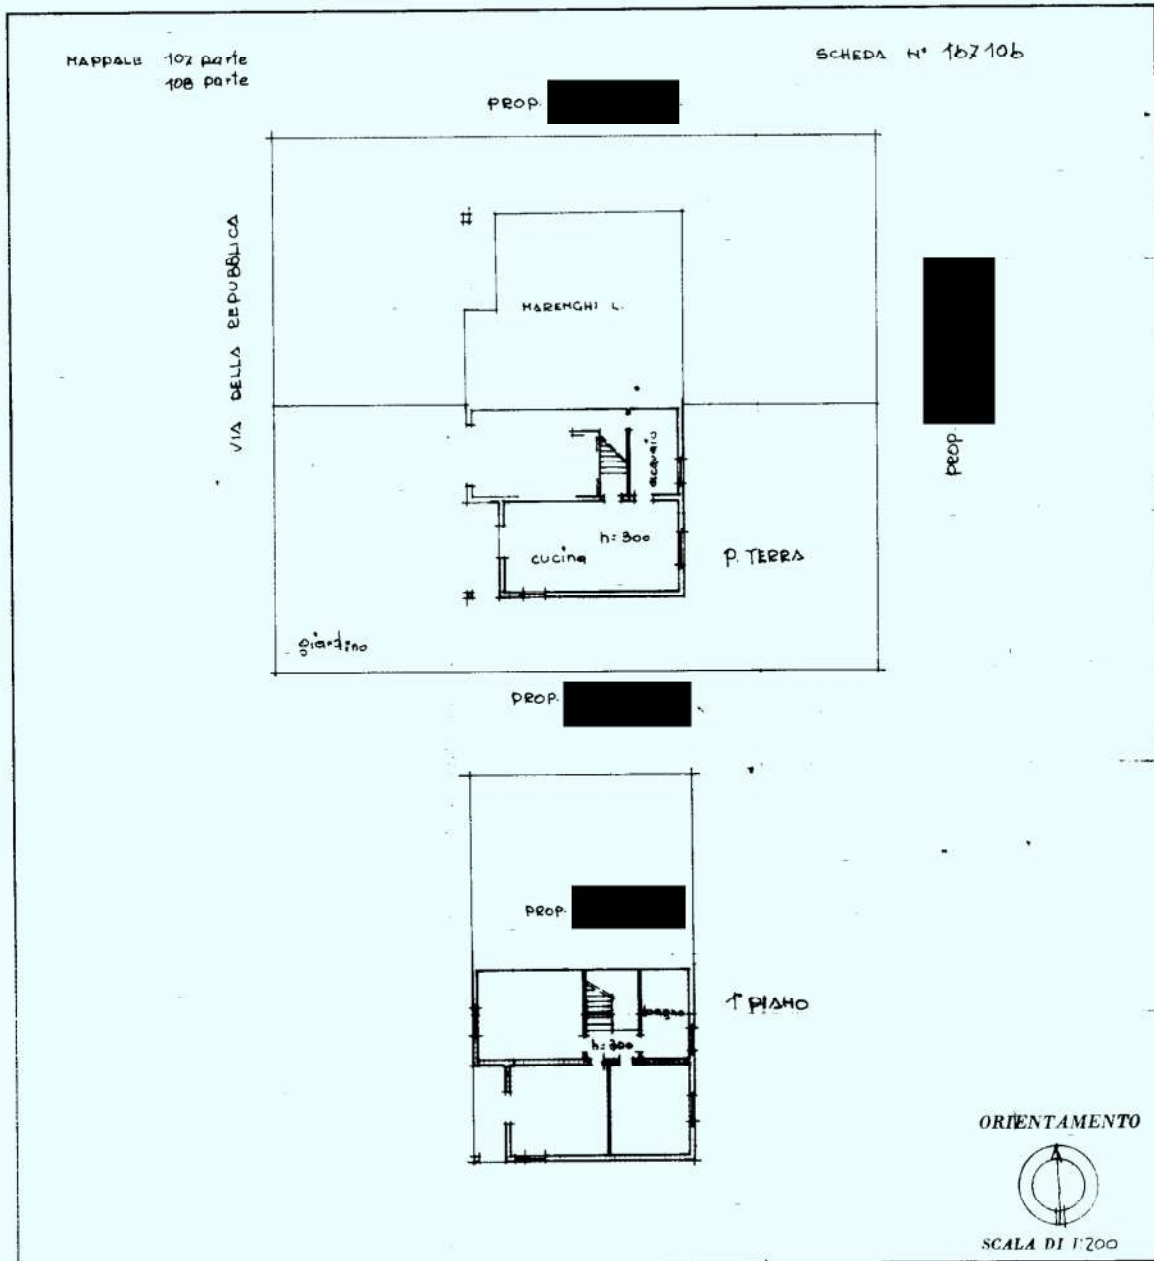 MAPPALE 107 parte
108 parte
SCHEDA N° 167106
PROP.
VIA DELLA REPUBBLICA
MARENGHI L.
PROP.
acquaio
h=300
cucina
P. TERRA
giardino
PROP.
PROP.
1° PIANO
bagno
h=300
ORIENTAMENTO
SCALA DI 1:200